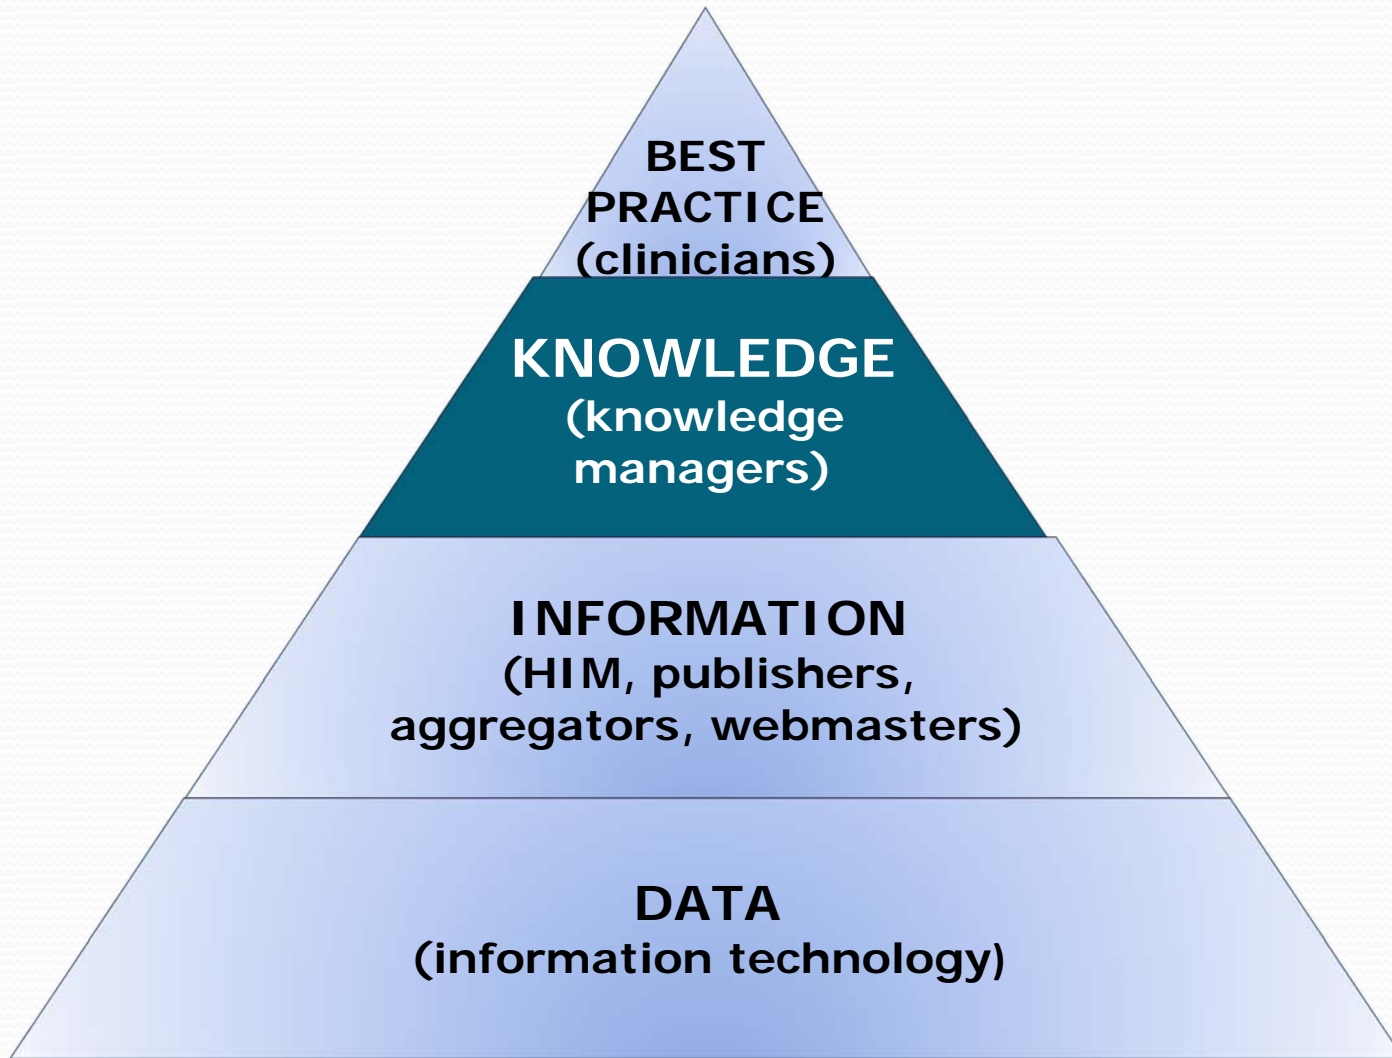 BEST
PRACTICE
(clinicians)
KNOWLEDGE
(knowledge
managers)
INFORMATION
(HIM, publishers,
aggregators, webmasters)
DATA
(information technology)